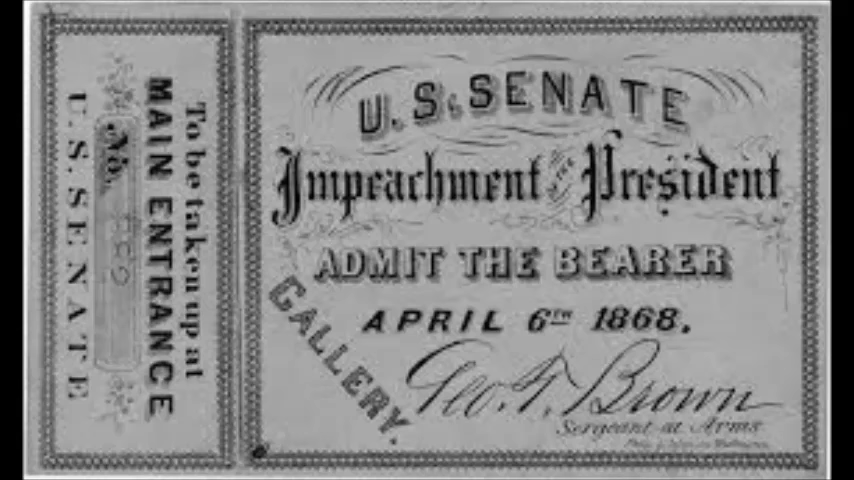 To be taken up at
MAIN ENTRANCE
No.
U.S. SENATE
U.S. SENATE
Impeachment OF THE President
ADMIT THE BEARER
APRIL 6TH 1868.
GALLERY.
Geo. T. Brown
Sergeant-at-Arms